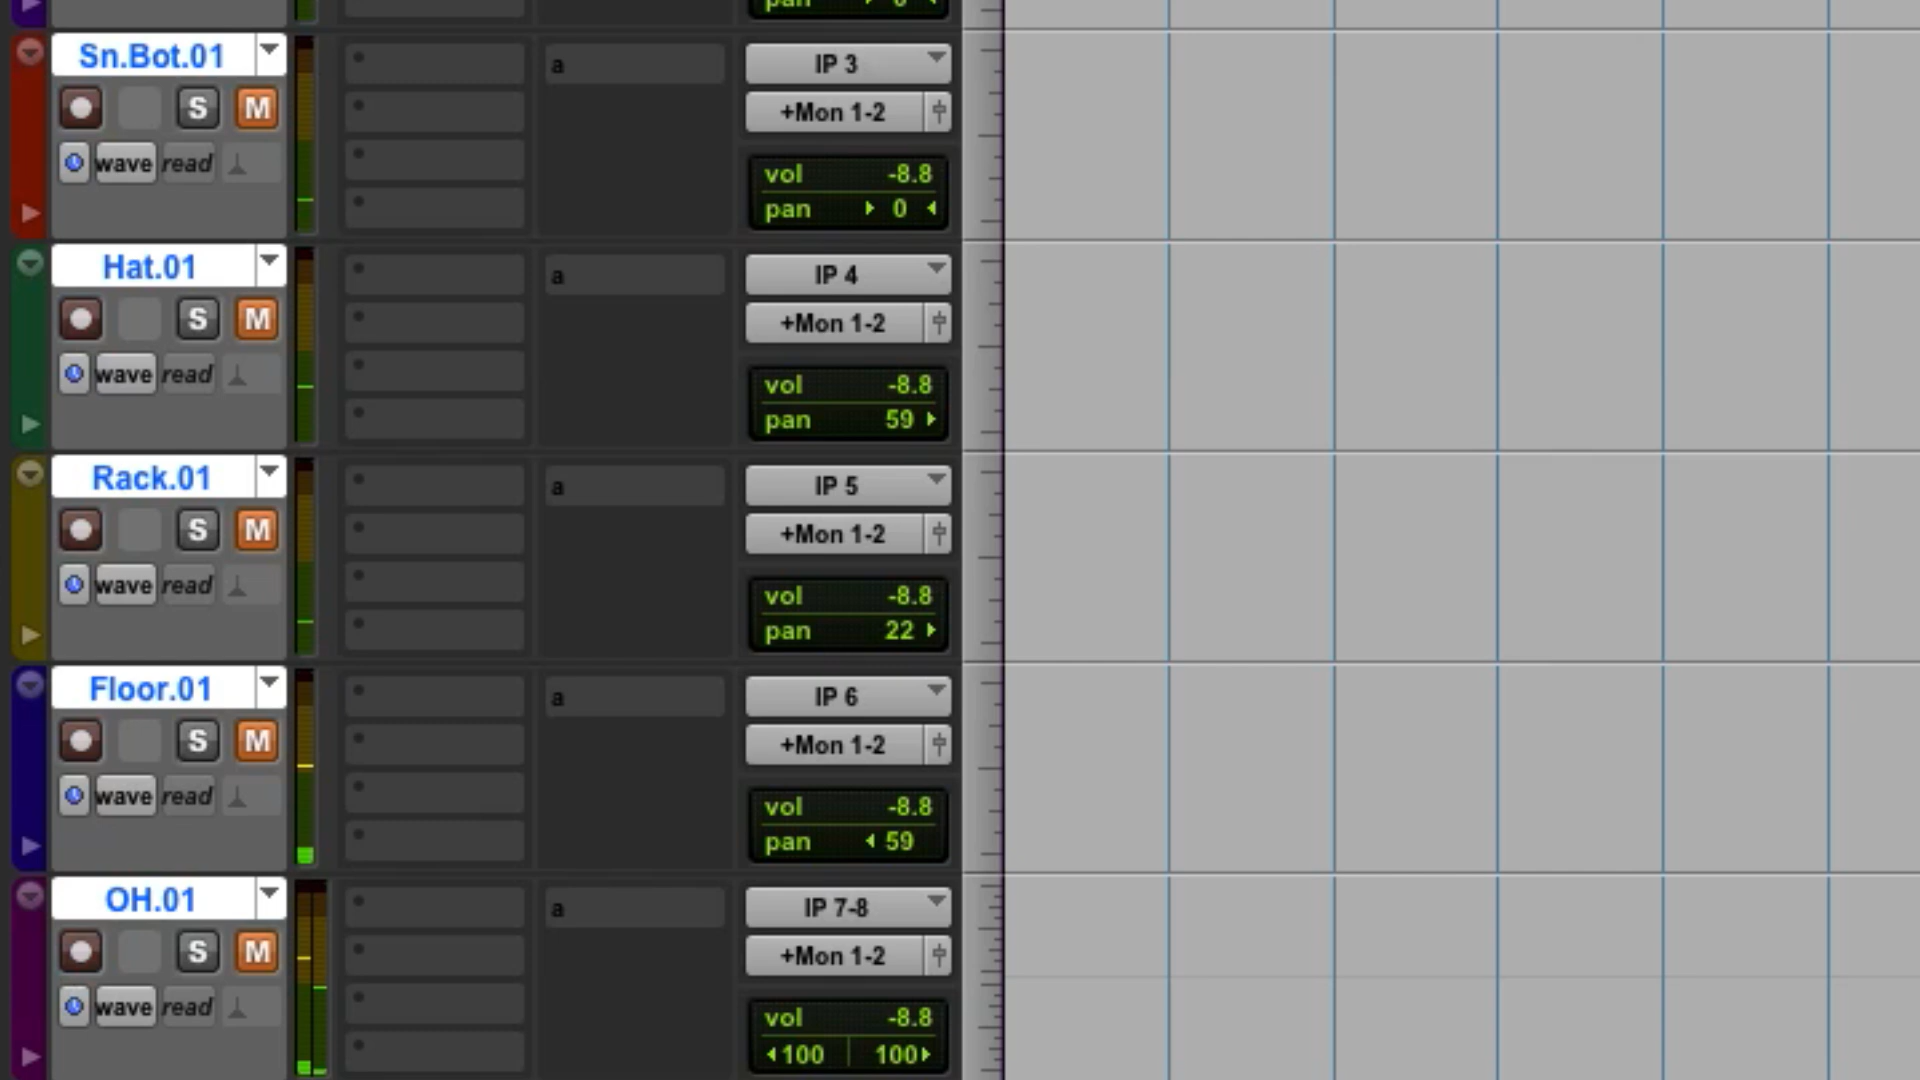 pan 0
Sn.Bot.01
S M
wave read
a
IP 3
+Mon 1-2
vol -8.8
pan 0
Hat.01
S M
wave read
a
IP 4
+Mon 1-2
vol -8.8
pan 59
Rack.01
S M
wave read
a
IP 5
+Mon 1-2
vol -8.8
pan 22
Floor.01
S M
wave read
a
IP 6
+Mon 1-2
vol -8.8
pan 59
OH.01
S M
wave read
a
IP 7-8
+Mon 1-2
vol -8.8
100 100